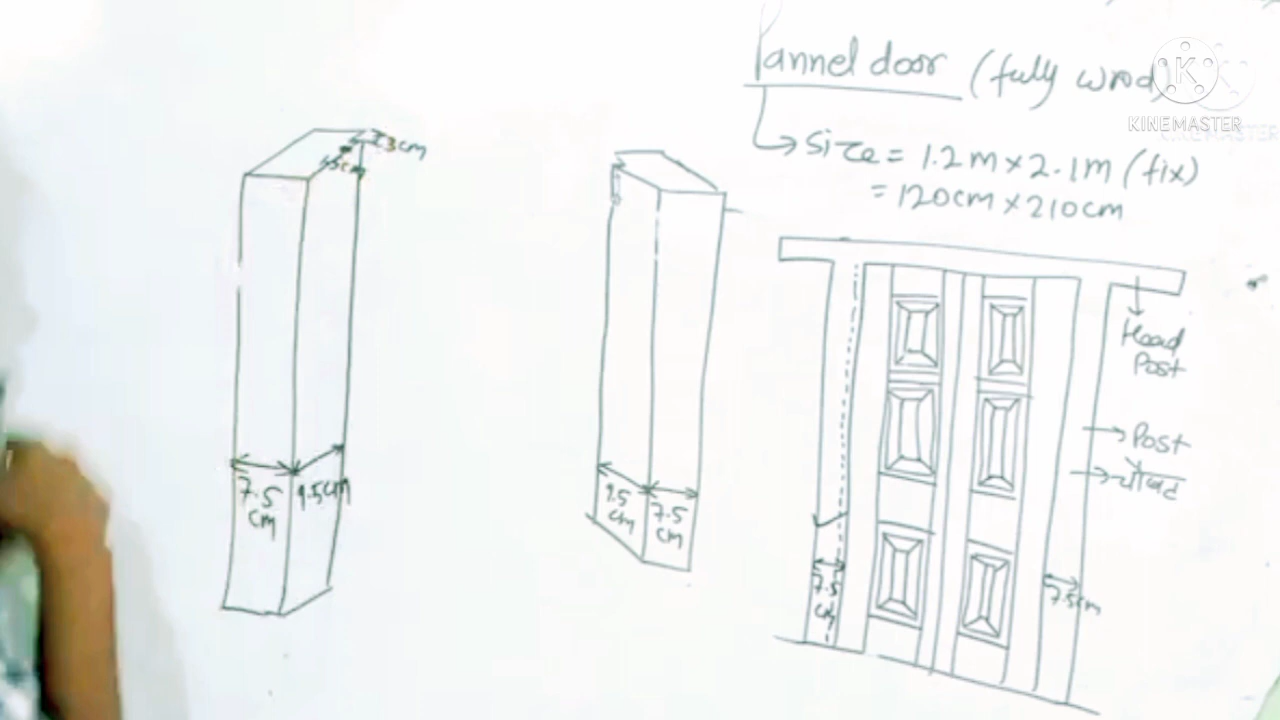 Pannel door (fully wood)
Size = 1.2m x 2.1m (fix)
= 120cm x 210cm
3cm
5cm
7.5 cm
9.5cm
9.5 cm
7.5 cm
Head
Post
Post
चौखट
7.5 cm
7.5cm
KINEMASTER